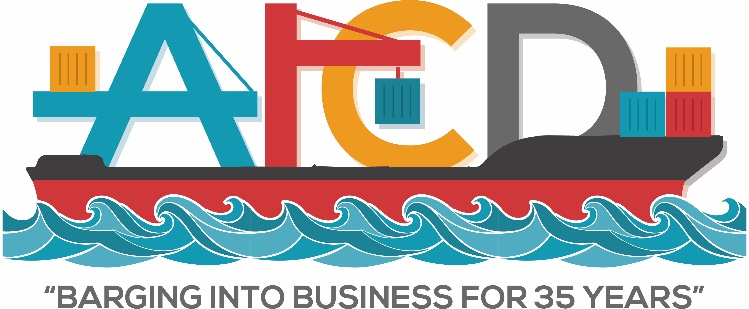 AFCD
“BARGING INTO BUSINESS FOR 35 YEARS”